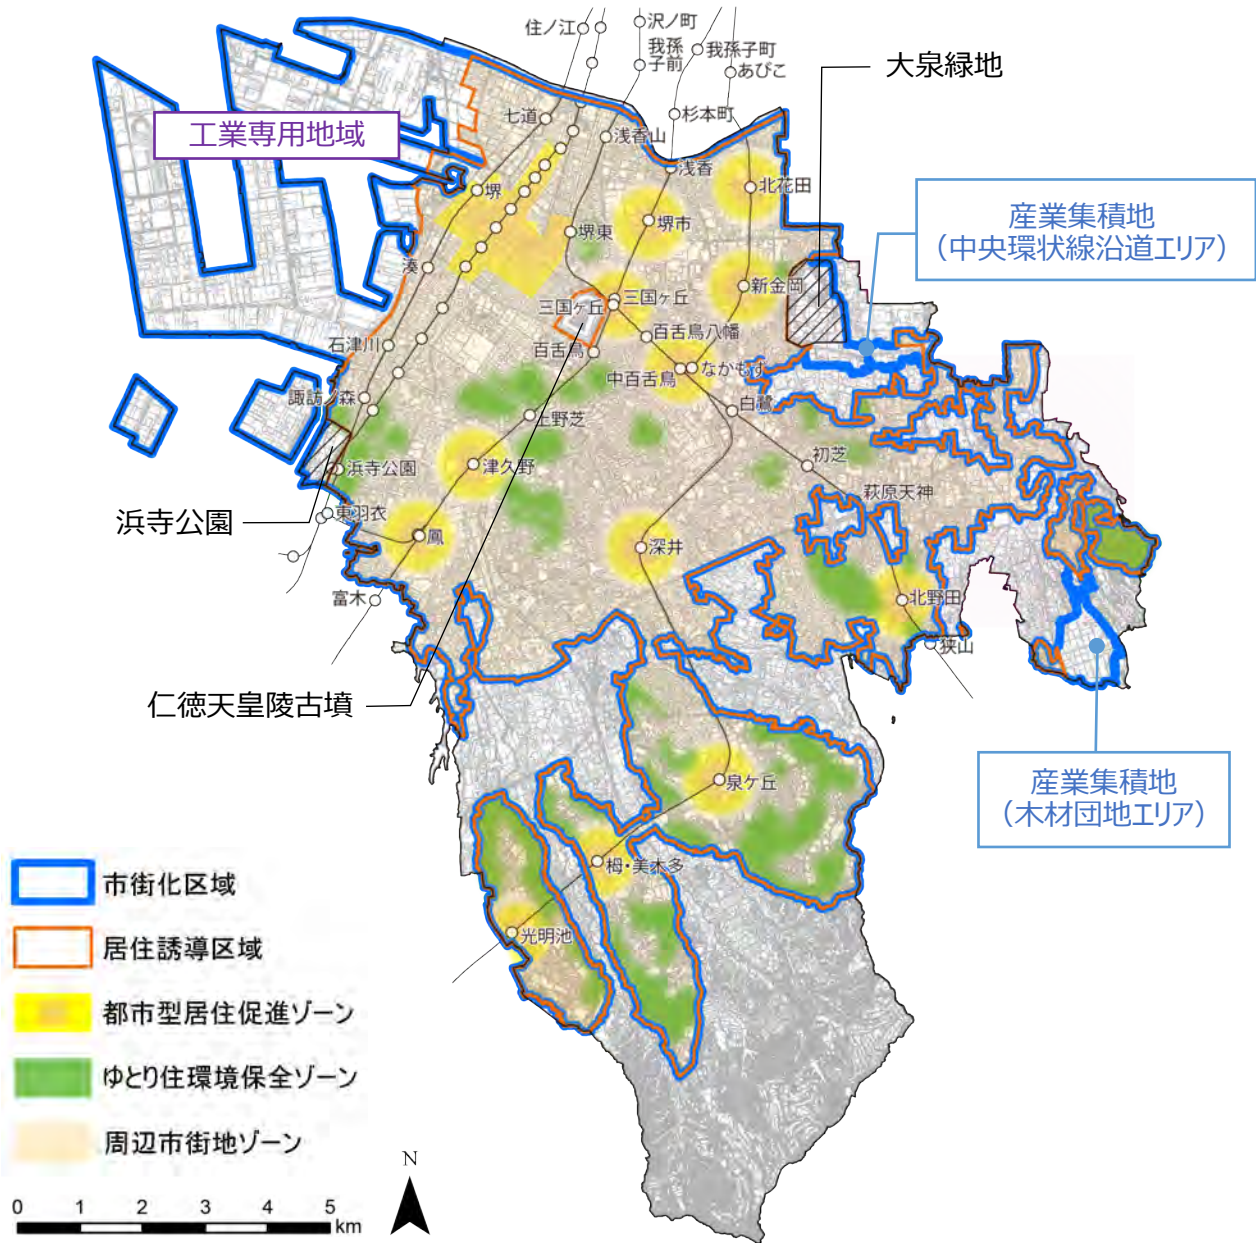 住ノ江
沢ノ町
我孫
子前
我孫子町
あびこ
大泉緑地
七道
杉本町
工業専用地域
浅香山
浅香
北花田
堺
堺市
堺東
産業集積地
（中央環状線沿道エリア）
湊
新金岡
三国ヶ丘
三国ヶ丘
百舌鳥八幡
石津川
百舌鳥
中百舌鳥
なかもず
諏訪ノ森
白鷺
上野芝
初芝
浜寺公園
津久野
萩原天神
浜寺公園
東羽衣
鳳
深井
富木
北野田
狭山
仁徳天皇陵古墳
泉ケ丘
産業集積地
（木材団地エリア）
栂・美木多
光明池
市街化区域
居住誘導区域
都市型居住促進ゾーン
ゆとり住環境保全ゾーン
周辺市街地ゾーン
N
0 1 2 3 4 5
km